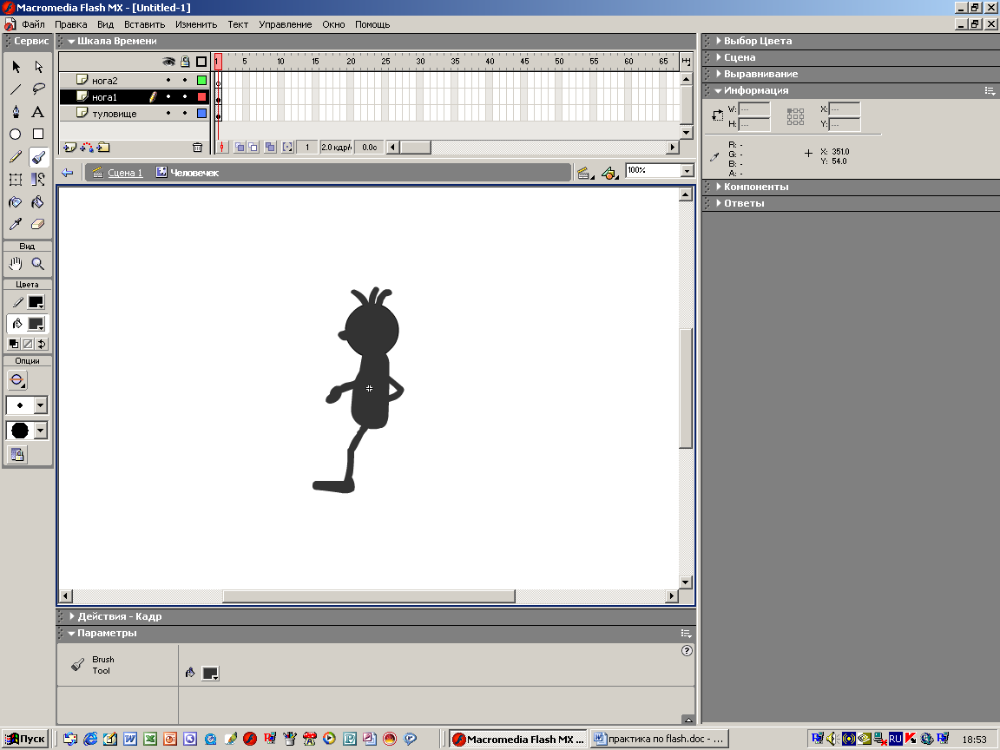 Macromedia Flash MX - [Untitled-1]
Файл Правка Вид Вставить Изменить Тект Управление Окно Помощь
Сервис
Шкала Времени
1 5 10 15 20 25 30 35 40 45 50 55 60 65
нога2
нога1
туловище
1 2.0 кадр/ 0.0с
Сцена 1 Человечек 100%
Вид
Цвета
Опции
Выбор Цвета
Сцена
Выравнивание
Информация
W: --- X: ---
H: --- Y: ---
R: -
G: -
B: -
A: -
X: 351.0
Y: 54.0
Компоненты
Ответы
Действия - Кадр
Параметры
Brush
Tool
Пуск
Macromedia Flash MX ...
практика по flash.doc - ...
RU
18:53